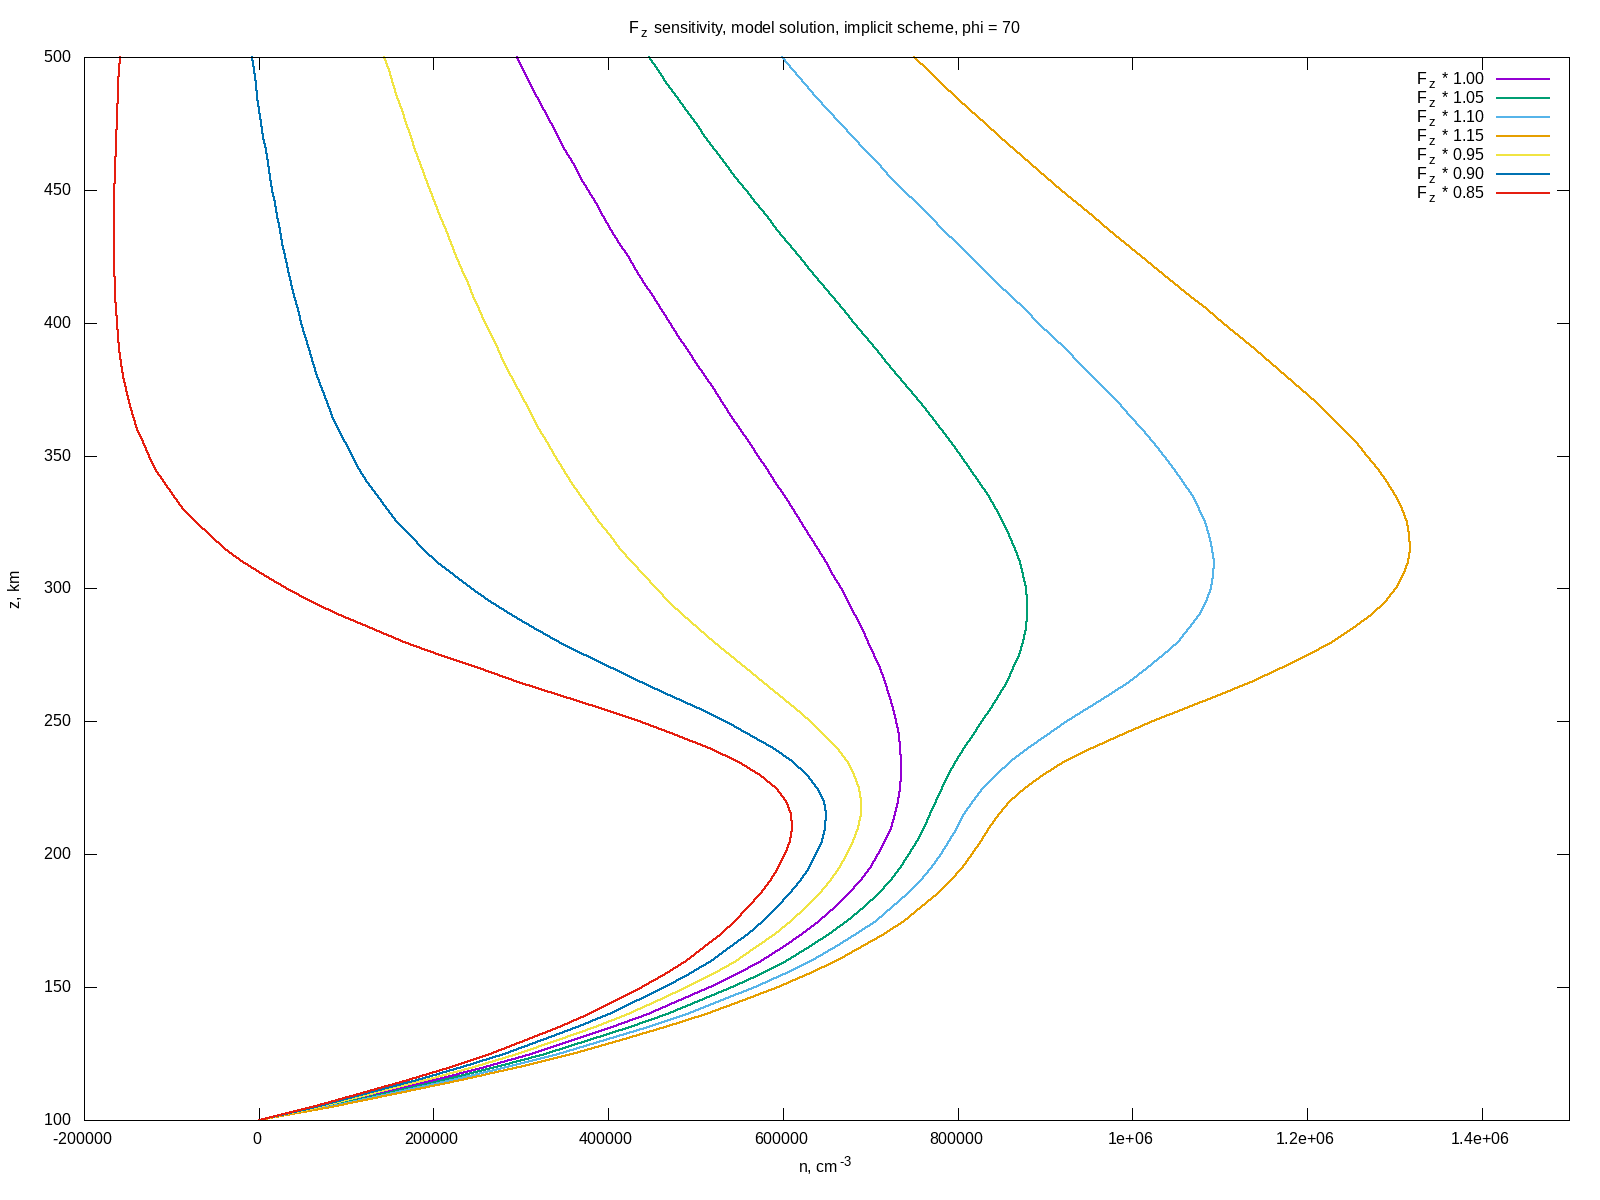 F z sensitivity, model solution, implicit scheme, phi = 70
500
450
400
350
300
250
200
150
100
z, km
F z * 1.00
F z * 1.05
F z * 1.10
F z * 1.15
F z * 0.95
F z * 0.90
F z * 0.85
-200000 0 200000 400000 600000 800000 1e+06 1.2e+06 1.4e+06
n, cm -3